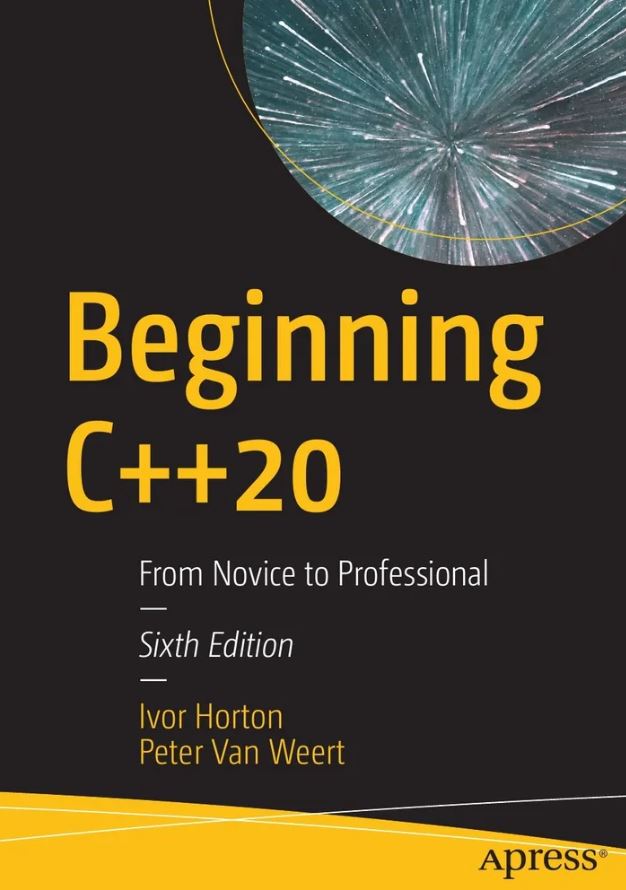 Beginning
C++20
From Novice to Professional
Sixth Edition
Ivor Horton
Peter Van Weert
Apress®